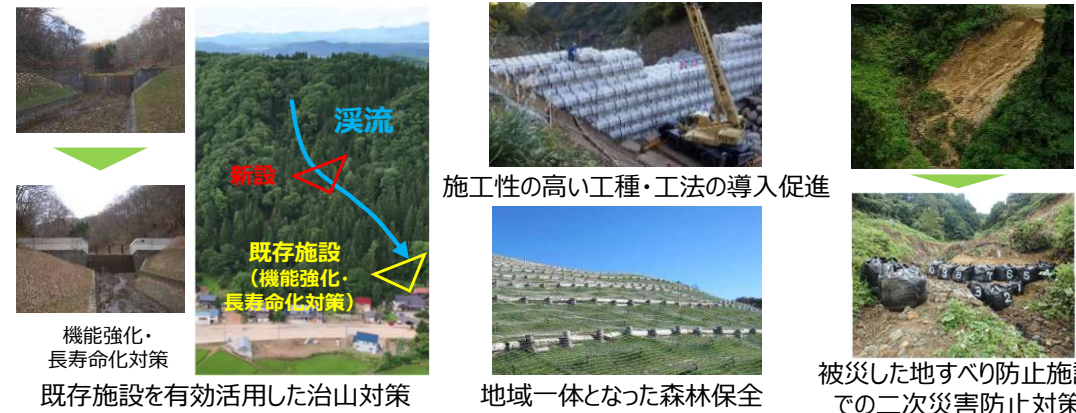 渓流
新設
既存施設
（機能強化・
長寿命化対策）
機能強化・
長寿命化対策
既存施設を有効活用した治山対策
施工性の高い工種・工法の導入促進
地域一体となった森林保全
被災した地すべり防止施設
での二次災害防止対策